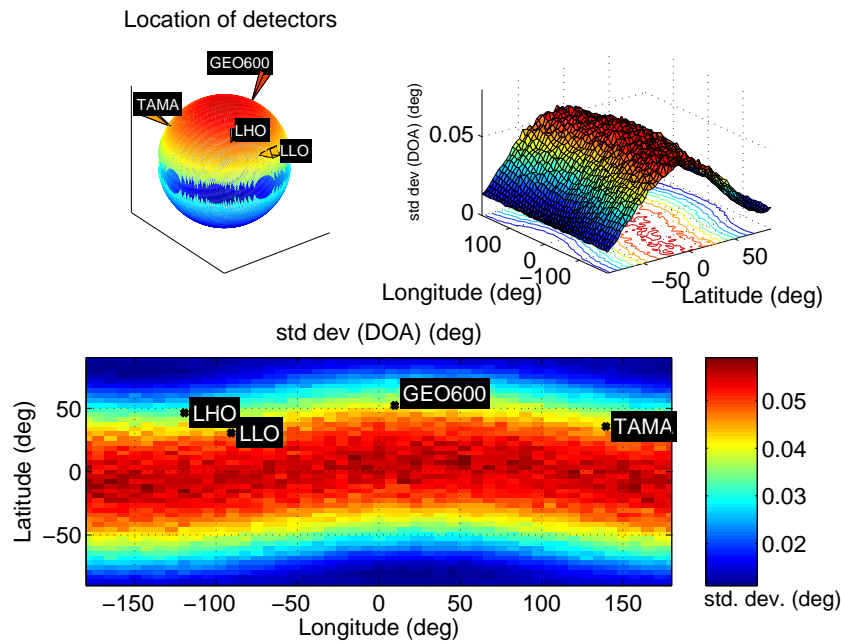 Location of detectors
GEO600
TAMA
LHO
LLO
std dev (DOA) (deg)
0.05
0
100
0
−100
Longitude (deg)
−50
0
50
Latitude (deg)
std dev (DOA) (deg)
Latitude (deg)
50
0
−50
LHO
LLO
GEO600
TAMA
−150
−100
−50
0
50
100
150
Longitude (deg)
0.05
0.04
0.03
0.02
std. dev. (deg)